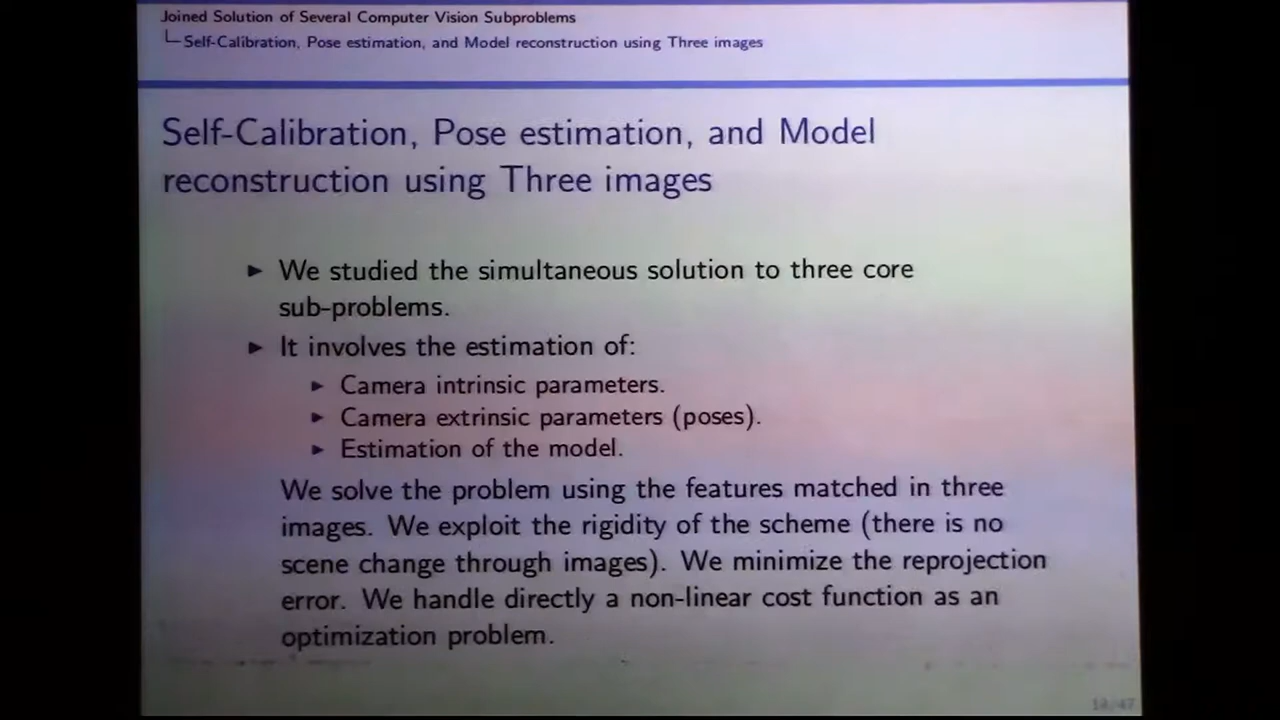 Joined Solution of Several Computer Vision Subproblems
Self-Calibration, Pose estimation, and Model reconstruction using Three images
Self-Calibration, Pose estimation, and Model
reconstruction using Three images
► We studied the simultaneous solution to three core
sub-problems.
► It involves the estimation of:
► Camera intrinsic parameters.
► Camera extrinsic parameters (poses).
► Estimation of the model.
We solve the problem using the features matched in three
images. We exploit the rigidity of the scheme (there is no
scene change through images). We minimize the reprojection
error. We handle directly a non-linear cost function as an
optimization problem.